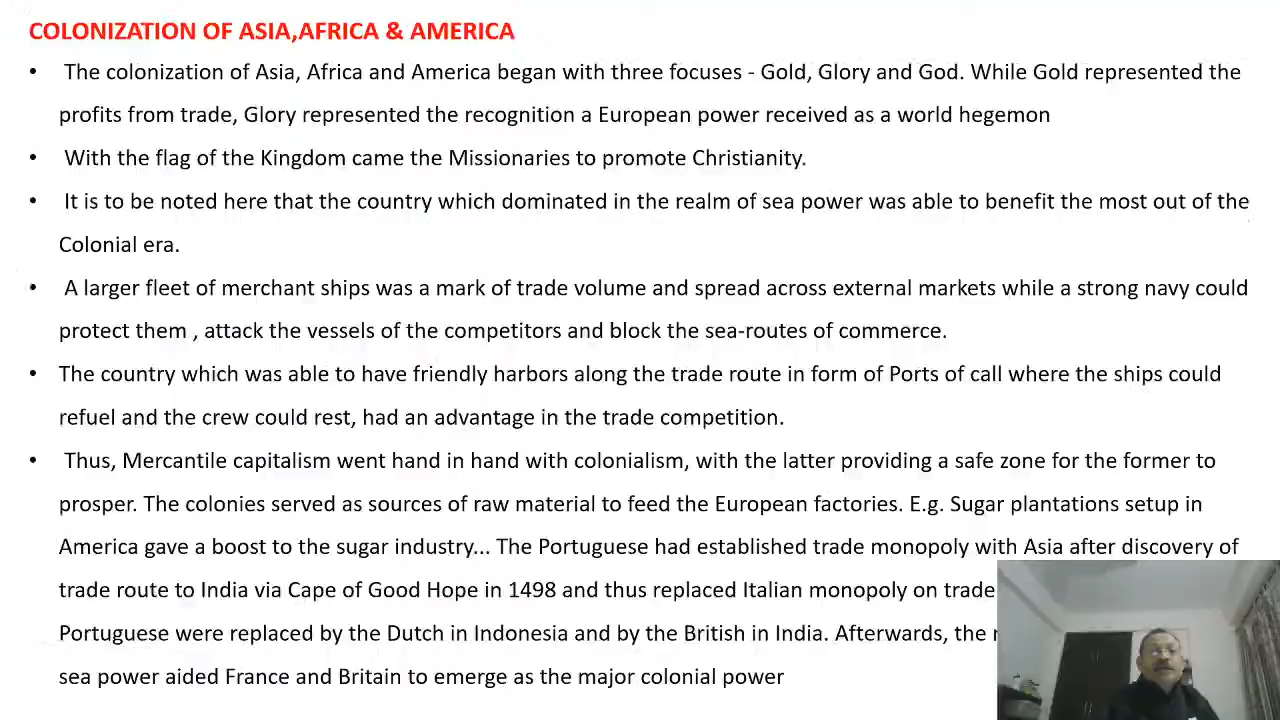 COLONIZATION OF ASIA,AFRICA & AMERICA
• The colonization of Asia, Africa and America began with three focuses - Gold, Glory and God. While Gold represented the
profits from trade, Glory represented the recognition a European power received as a world hegemon
• With the flag of the Kingdom came the Missionaries to promote Christianity.
• It is to be noted here that the country which dominated in the realm of sea power was able to benefit the most out of the
Colonial era.
• A larger fleet of merchant ships was a mark of trade volume and spread across external markets while a strong navy could
protect them , attack the vessels of the competitors and block the sea-routes of commerce.
• The country which was able to have friendly harbors along the trade route in form of Ports of call where the ships could
refuel and the crew could rest, had an advantage in the trade competition.
• Thus, Mercantile capitalism went hand in hand with colonialism, with the latter providing a safe zone for the former to
prosper. The colonies served as sources of raw material to feed the European factories. E.g. Sugar plantations setup in
America gave a boost to the sugar industry... The Portuguese had established trade monopoly with Asia after discovery of
trade route to India via Cape of Good Hope in 1498 and thus replaced Italian monopoly on trade
Portuguese were replaced by the Dutch in Indonesia and by the British in India. Afterwards, the
sea power aided France and Britain to emerge as the major colonial power